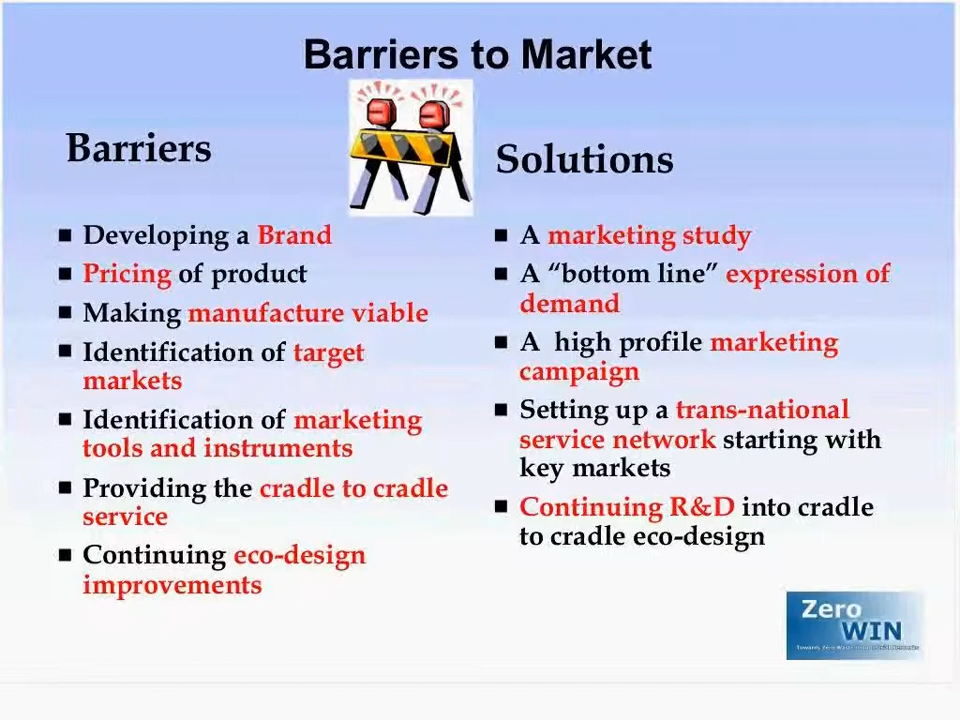 Barriers to Market
Barriers
Developing a Brand
Pricing of product
Making manufacture viable
Identification of target
markets
Identification of marketing
tools and instruments
Providing the cradle to cradle
service
Continuing eco-design
improvements
Solutions
A marketing study
A “bottom line” expression of
demand
A high profile marketing
campaign
Setting up a trans-national
service network starting with
key markets
Continuing R&D into cradle
to cradle eco-design
Zero
WIN
Towards Zero Waste